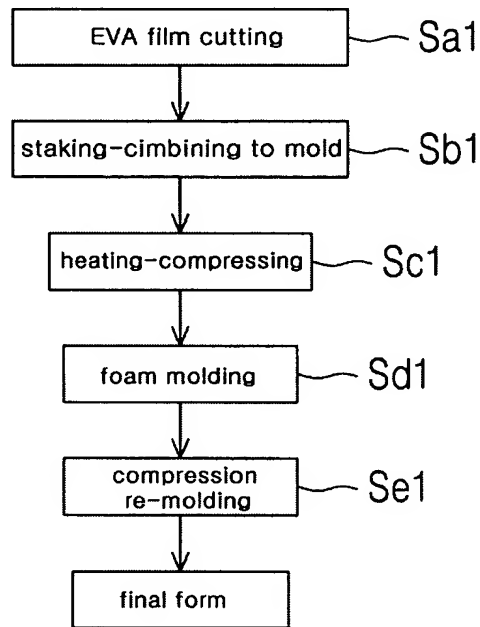 EVA film cutting Sa1
staking-cimbining to mold Sb1
heating-compressing Sc1
foam molding Sd1
compression
re-molding Se1
final form